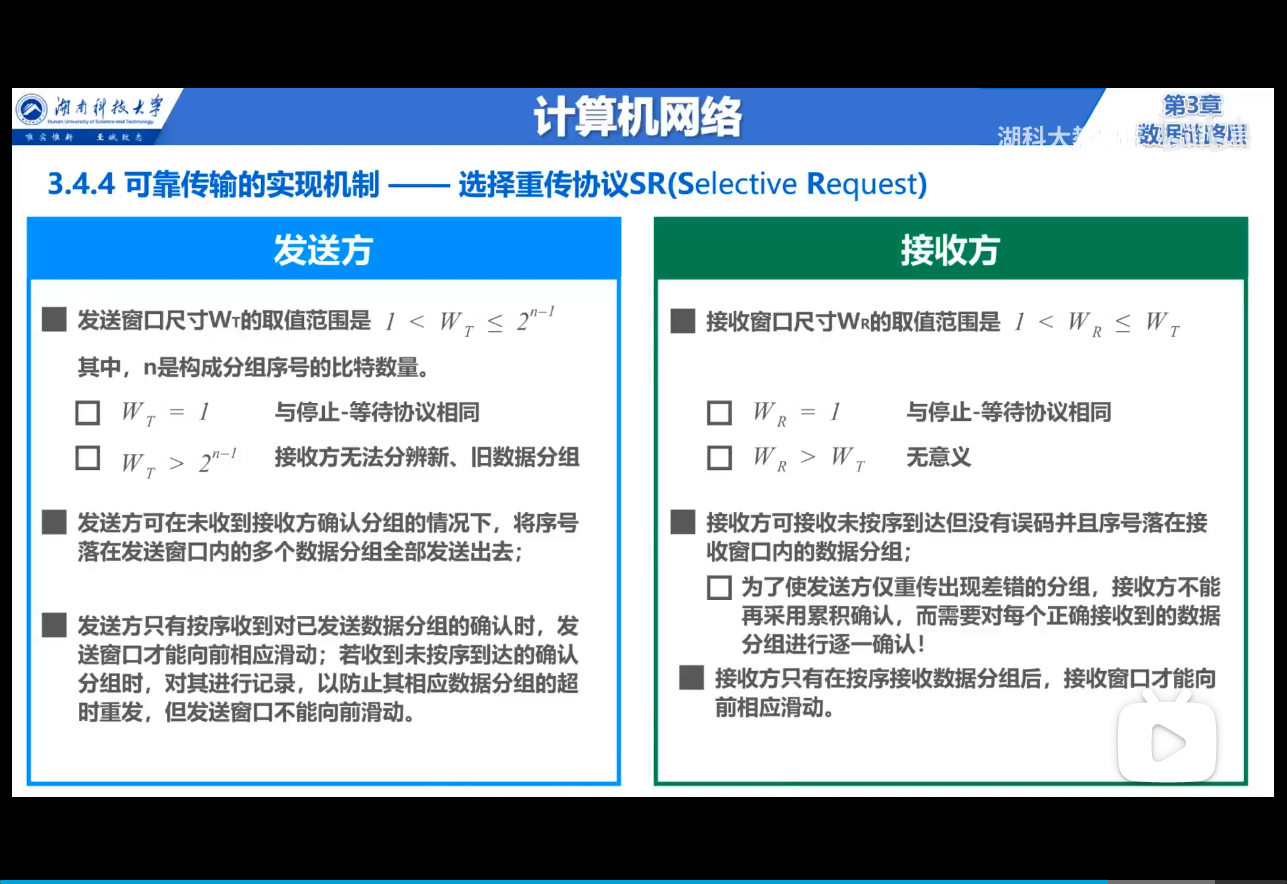 湖南科技大学
Hunan University of Science and Technology
唯实惟新 至诚致志
计算机网络
第3章
湖科大教
3.4.4 可靠传输的实现机制 —— 选择重传协议SR(Selective Request)
发送方
发送窗口尺寸WT的取值范围是 1 < W_T ≤ 2^{n-1}
其中，n是构成分组序号的比特数量。
W_T = 1 与停止-等待协议相同
W_T > 2^{n-1} 接收方无法分辨新、旧数据分组
发送方可在未收到接收方确认分组的情况下，将序号
落在发送窗口内的多个数据分组全部发送出去；
发送方只有按序收到对已发送数据分组的确认时，发
送窗口才能向前相应滑动；若收到未按序到达的确认
分组时，对其进行记录，以防止其相应数据分组的超
时重发，但发送窗口不能向前滑动。
接收方
接收窗口尺寸WR的取值范围是 1 < W_R ≤ W_T
W_R = 1 与停止-等待协议相同
W_R > W_T 无意义
接收方可接收未按序到达但没有误码并且序号落在接
收窗口内的数据分组；
为了使发送方仅重传出现差错的分组，接收方不能
再采用累积确认，而需要对每个正确接收到的数据
分组进行逐一确认！
接收方只有在按序接收数据分组后，接收窗口才能向
前相应滑动。